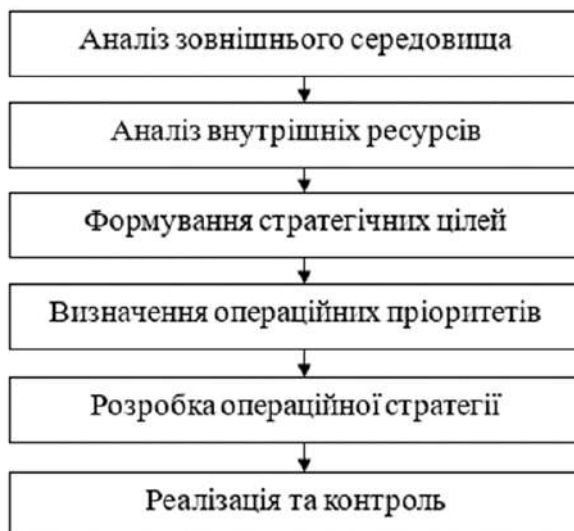 Аналіз зовнішнього середовища
Аналіз внутрішніх ресурсів
Формування стратегічних цілей
Визначення операційних пріоритетів
Розробка операційної стратегії
Реалізація та контроль